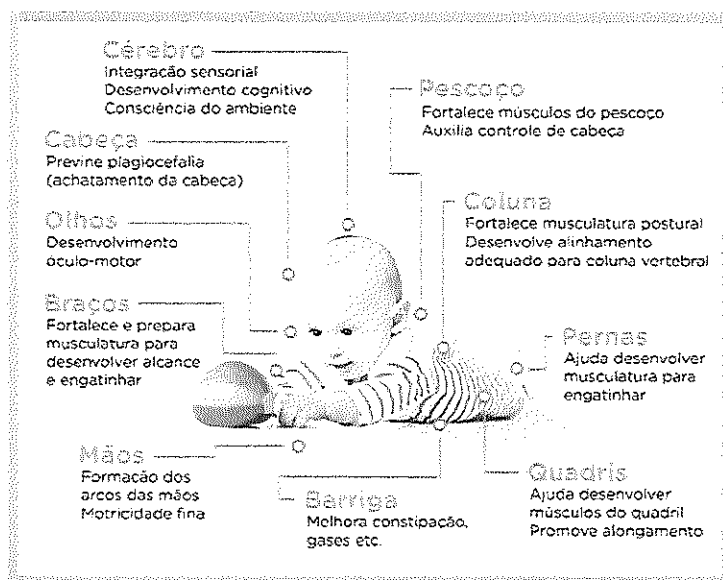 Cérebro
Integração sensorial
Desenvolvimento cognitivo
Consciência do ambiente
Pescoço
Fortalece músculos do pescoço
Auxilia controle de cabeça
Cabeça
Previne plagiocefalia
(achatamento da cabeça)
Coluna
Fortalece musculatura postural
Desenvolve alinhamento
adequado para coluna vertebral
Olhos
Desenvolvimento
óculo-motor
Braços
Fortalece e prepara
musculatura para
desenvolver alcance
e engatinhar
Pernas
Ajuda desenvolver
musculatura para
engatinhar
Mãos
Formação dos
arcos das mãos
Motricidade fina
Barriga
Melhora constipação,
gases etc.
Quadris
Ajuda desenvolver
músculos do quadril
Promove alongamento